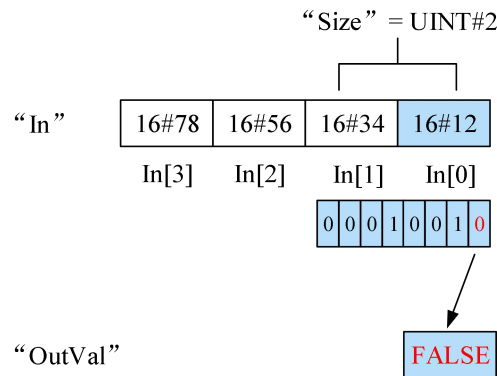 “Size” = UINT#2
“In” 16#78 16#56 16#34 16#12
In[3] In[2] In[1] In[0]
0 0 0 1 0 0 1 0
“OutVal” FALSE